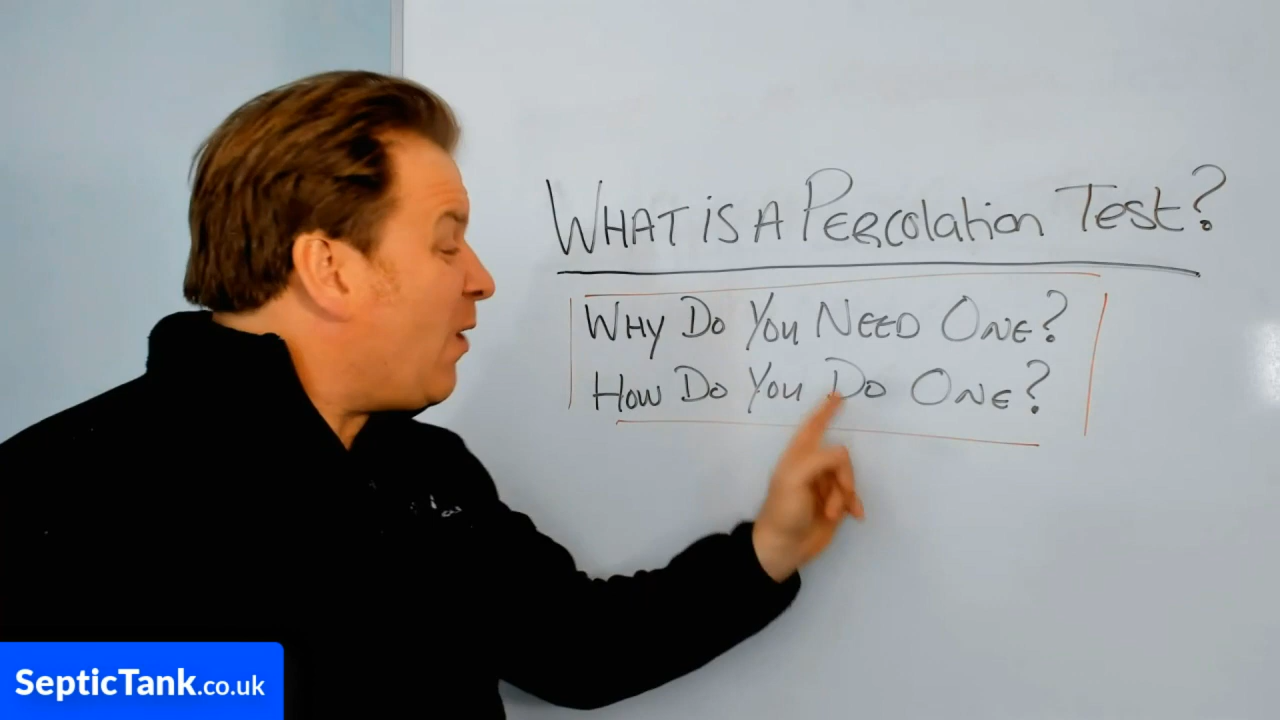 WHAT iS A PERcolation Test?
WHY Do You NEED ONE?
How Do You Do ONE?
SepticTank.co.uk